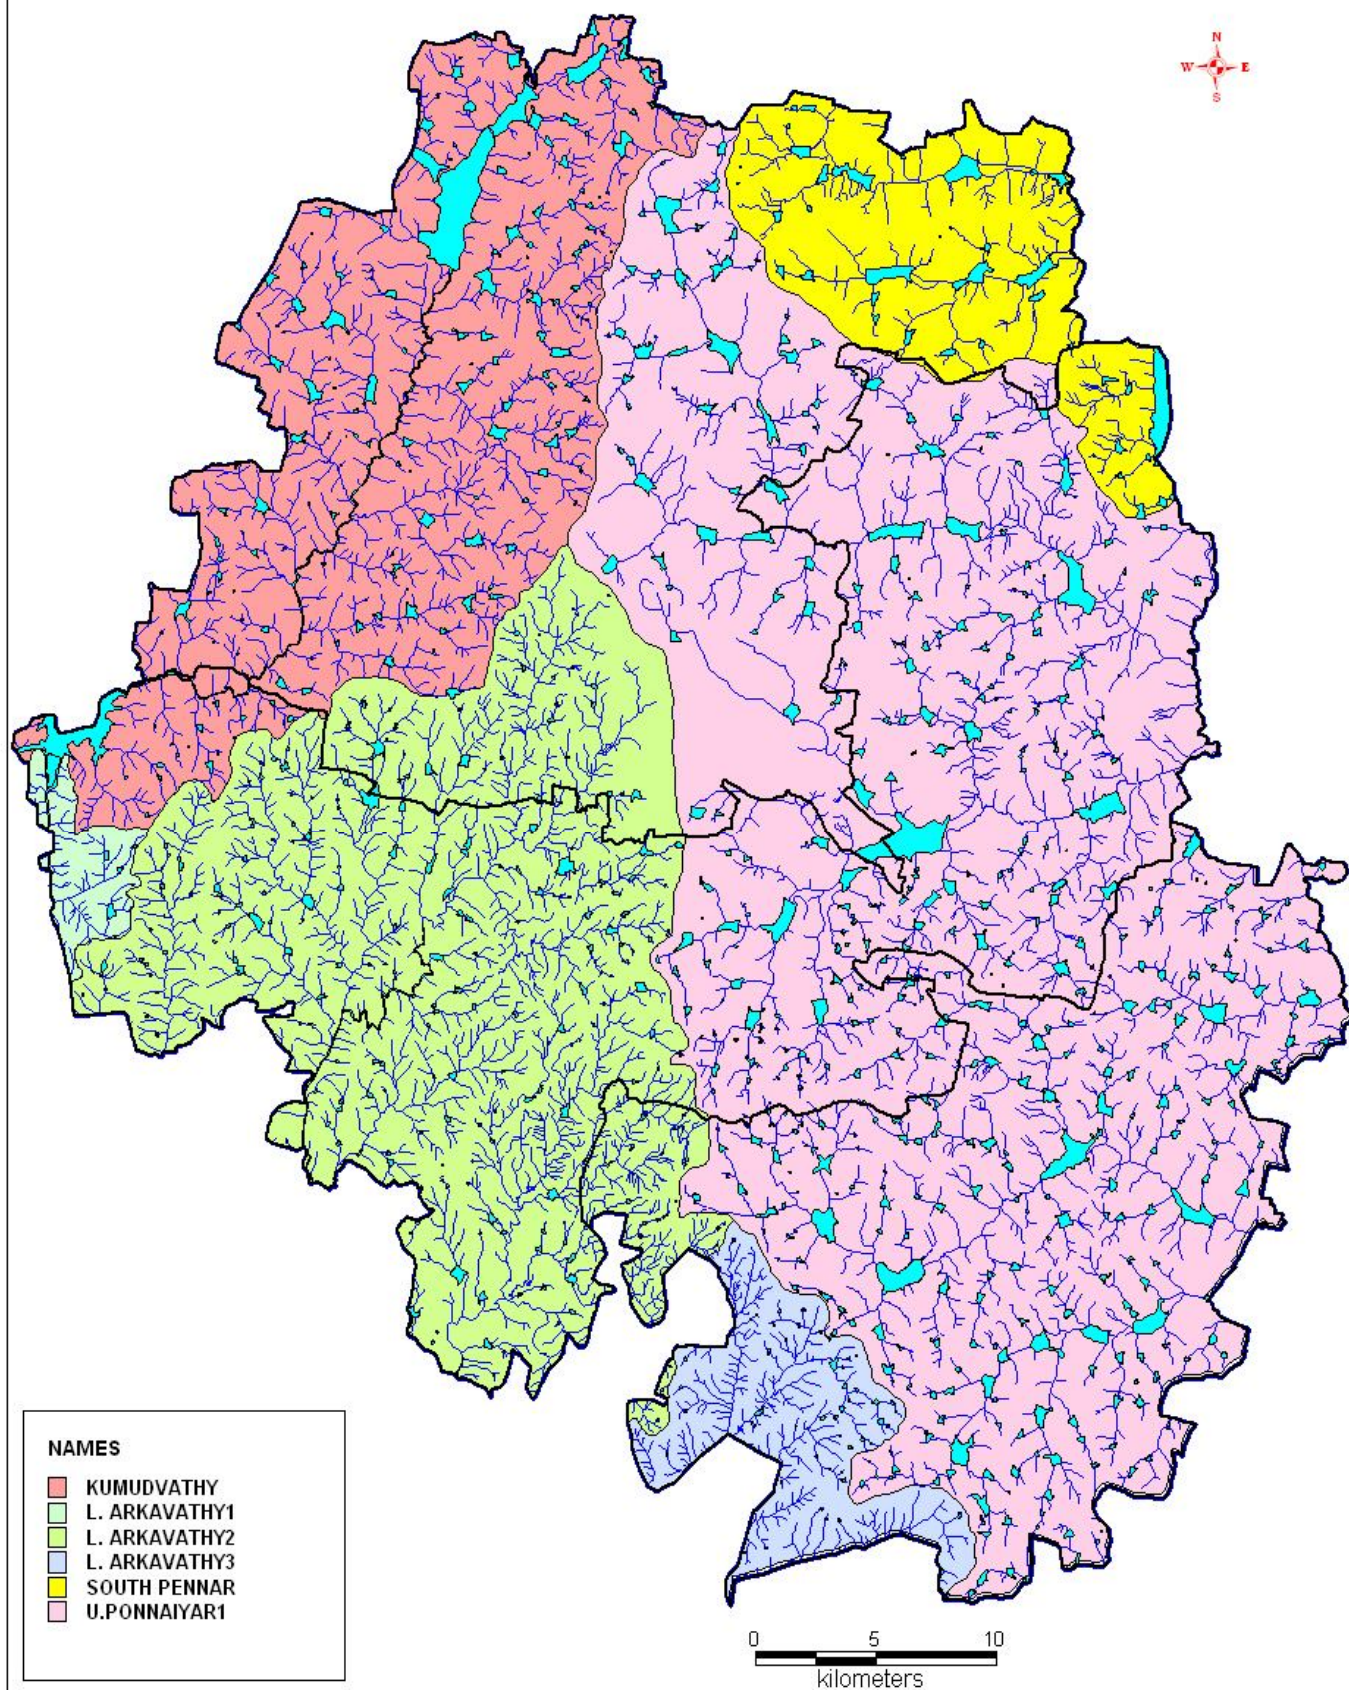 N
W E
S
NAMES
KUMUDVATHY
L. ARKAVATHY1
L. ARKAVATHY2
L. ARKAVATHY3
SOUTH PENNAR
U.PONNAIYAR1
0 5 10
kilometers